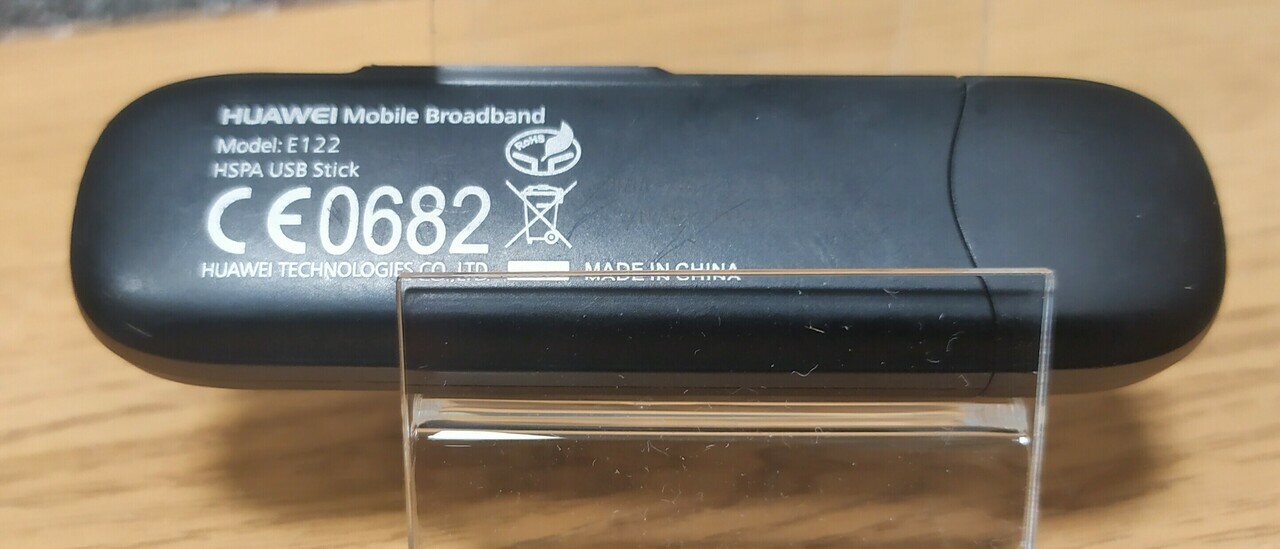 HUAWEI Mobile Broadband
Model: E122
HSPA USB Stick
RoHS
CE0682
HUAWEI TECHNOLOGIES CO.,LTD. MADE IN CHINA